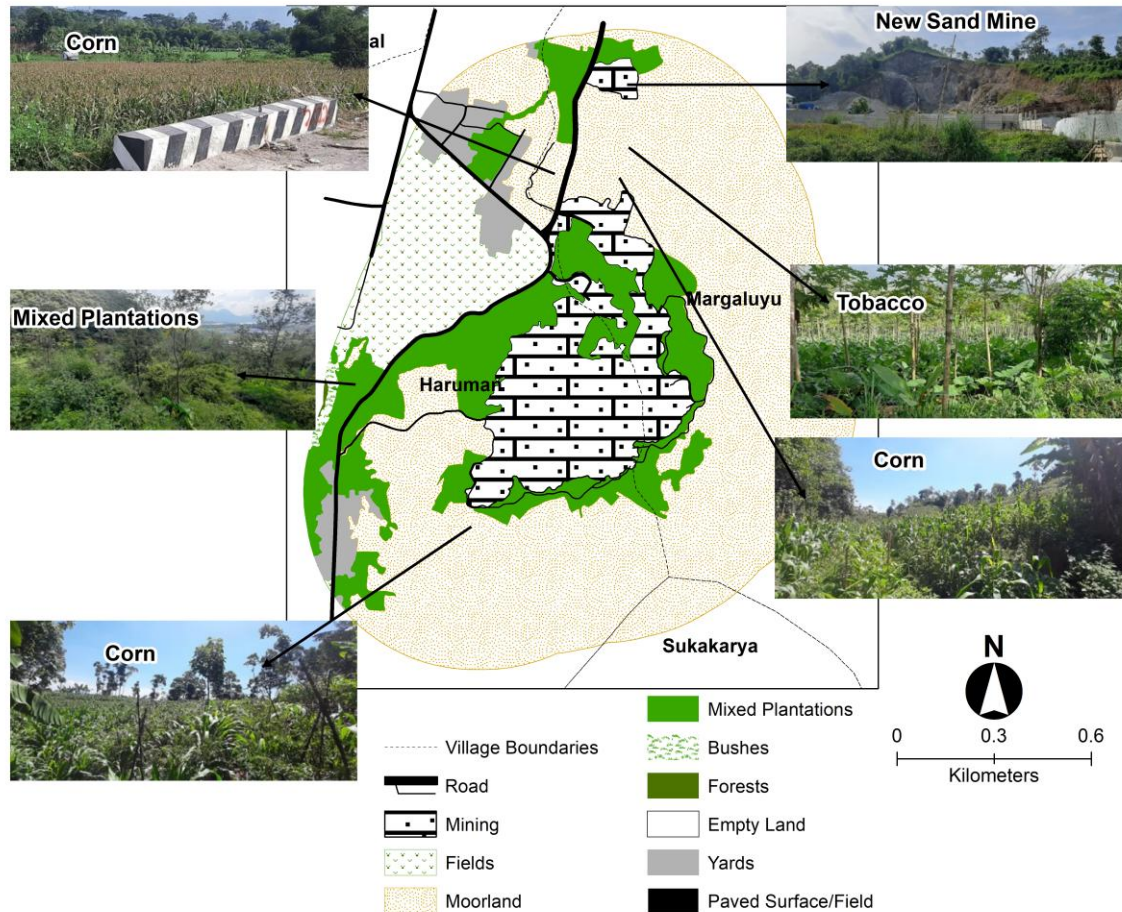 Corn
al
New Sand Mine
Mixed Plantations
Margaluyu
Tobacco
Haruman
Corn
Corn
Sukakarya
N
0 0.3 0.6
Kilometers
Village Boundaries
Road
Mining
Fields
Moorland
Mixed Plantations
Bushes
Forests
Empty Land
Yards
Paved Surface/Field